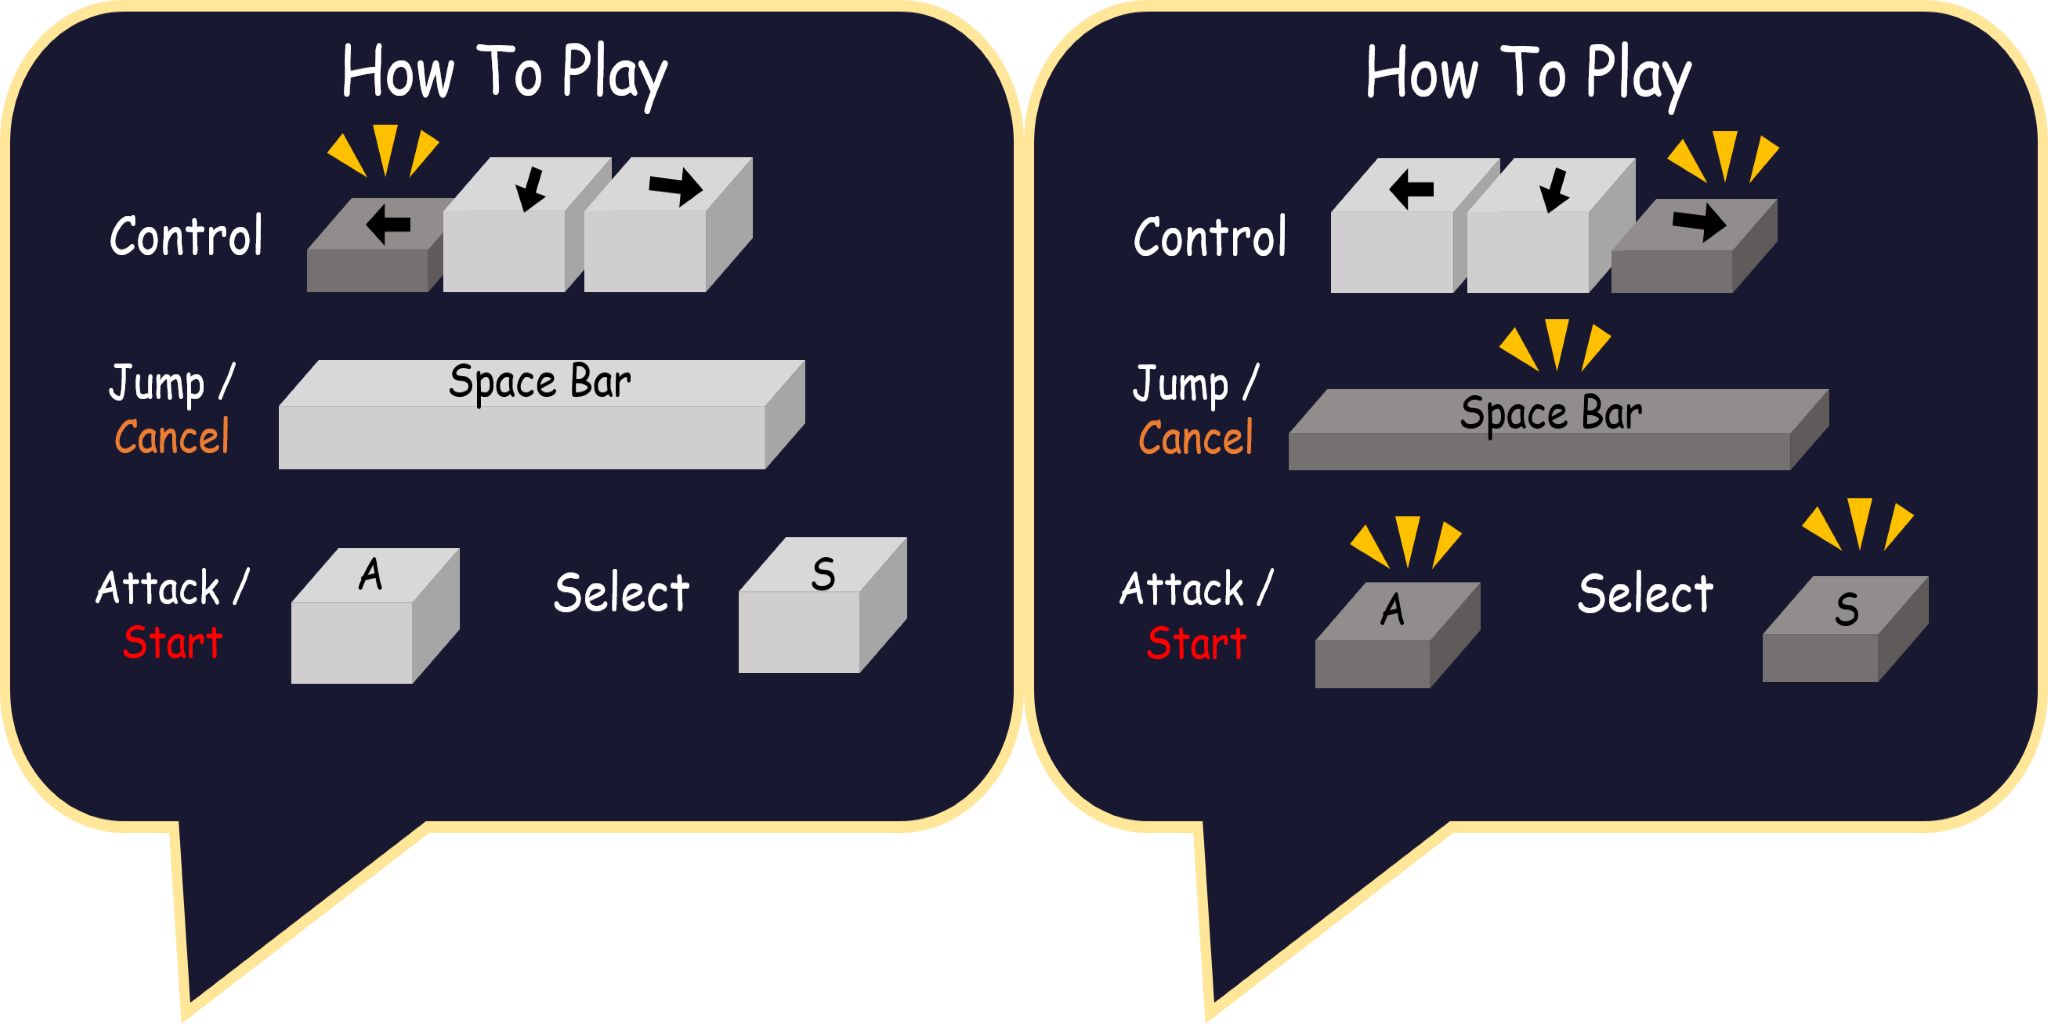 How To Play
Control
Jump /
Cancel
Space Bar
Attack /
Start
A
Select
S
How To Play
Control
Jump /
Cancel
Space Bar
Attack /
Start
A
Select
S